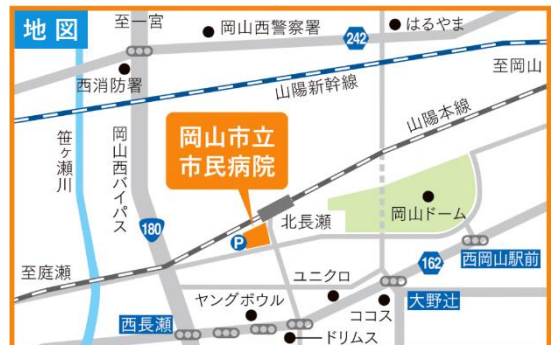 地図
至一宮
岡山西警察署
はるやま
242
至岡山
西消防署
山陽新幹線
山陽本線
岡山市立
市民病院
笹ヶ瀬川
岡山西バイパス
180
P
北長瀬
岡山ドーム
至庭瀬
162
西岡山駅前
ユニクロ
ヤングボウル
ココス
大野辻
西長瀬
ドリムス